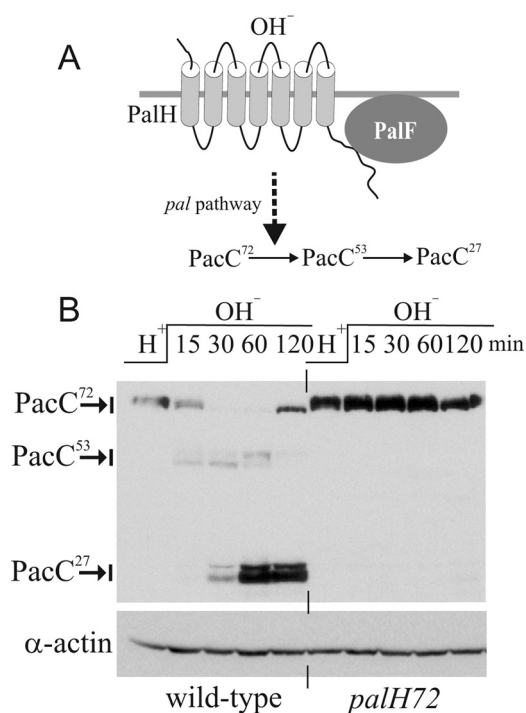 A
OH⁻
PalH
PalF
pal pathway
PacC⁷² PacC⁵³ PacC²⁷
B
OH⁻ OH⁻
H⁺ 15 30 60 120 H⁺ 15 30 60 120 min
PacC⁷²
PacC⁵³
PacC²⁷
α-actin
wild-type palH72